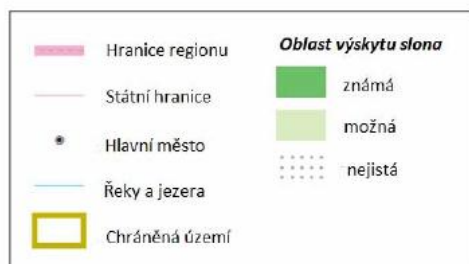 Hranice regionu
Státní hranice
Hlavní město
Řeky a jezera
Chráněná území
Oblast výskytu slona
známá
možná
nejistá